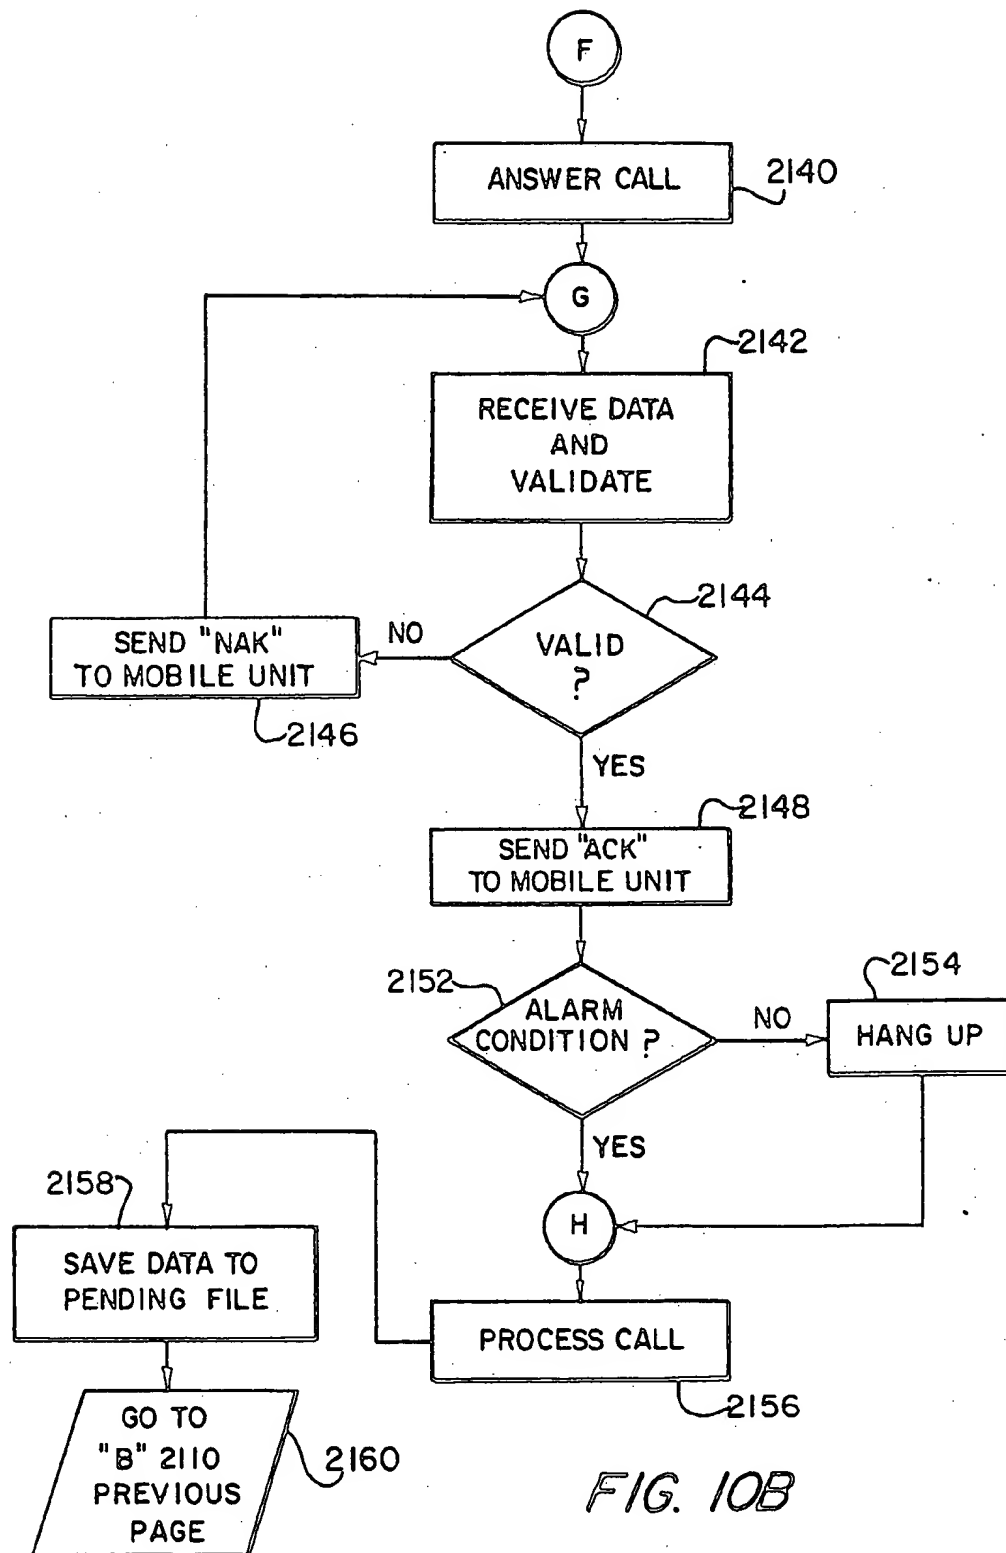 F
ANSWER CALL
2140
G
2142
RECEIVE DATA
AND
VALIDATE
2144
VALID
?
NO
SEND "NAK"
TO MOBILE UNIT
2146
YES
2148
SEND "ACK"
TO MOBILE UNIT
2152
ALARM
CONDITION ?
NO
2154
HANG UP
YES
H
2158
SAVE DATA TO
PENDING FILE
PROCESS CALL
2156
GO TO
"B" 2110
PREVIOUS
PAGE
2160
FIG. 10B